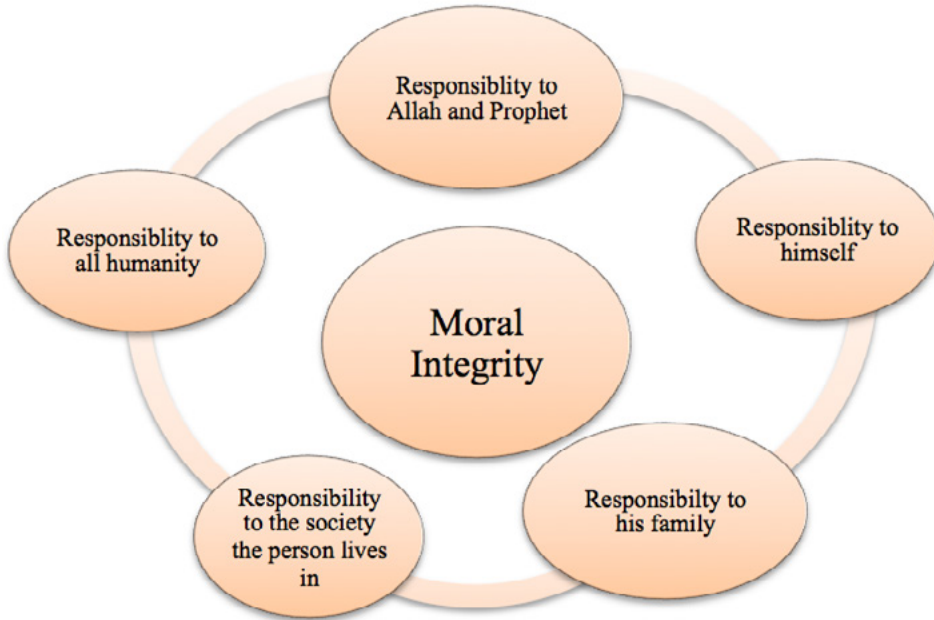 Responsiblity to
Allah and Prophet
Responsiblity to
himself
Responsibilty to
his family
Responsibility
to the society
the person lives
in
Responsiblity to
all humanity
Moral
Integrity